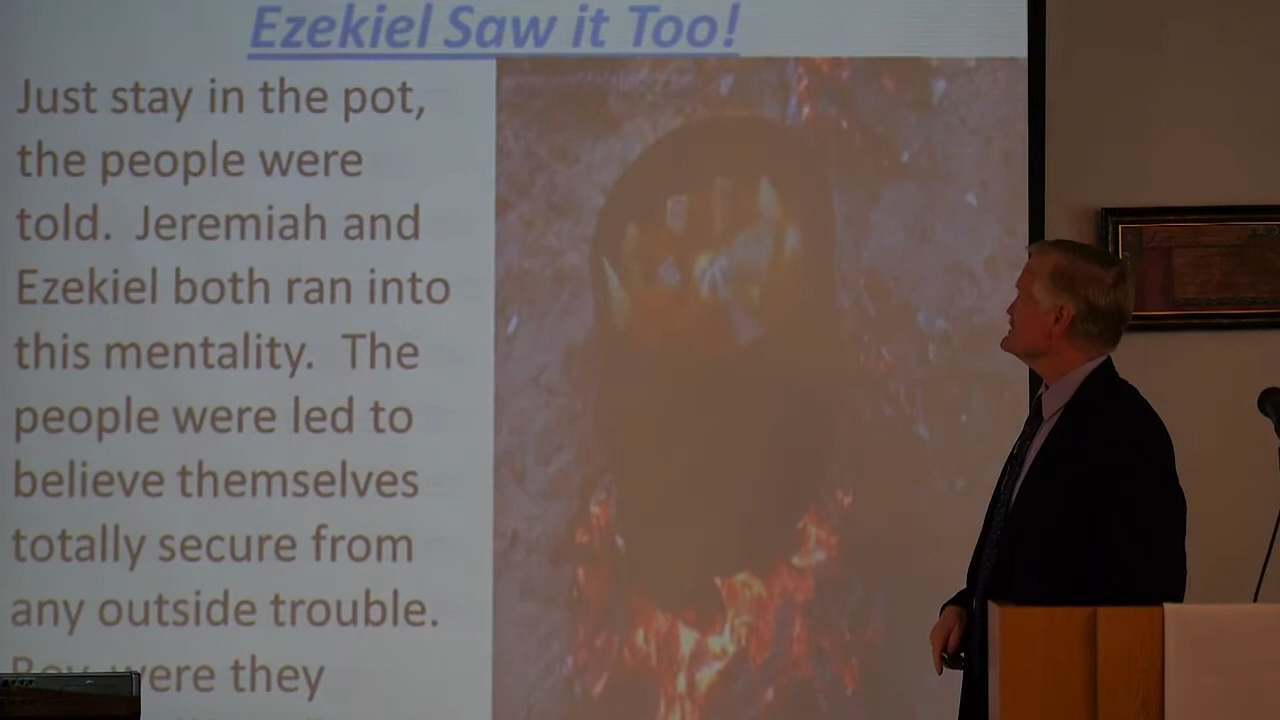 Ezekiel Saw it Too!
Just stay in the pot,
the people were
told. Jeremiah and
Ezekiel both ran into
this mentality. The
people were led to
believe themselves
totally secure from
any outside trouble.
Boy, were they